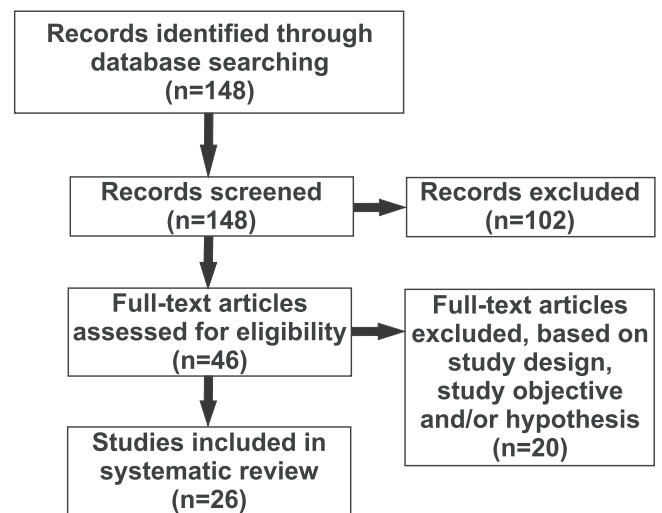 Records identified through
database searching
(n=148)
Records screened
(n=148)
Records excluded
(n=102)
Full-text articles
assessed for eligibility
(n=46)
Full-text articles
excluded, based on
study design,
study objective
and/or hypothesis
(n=20)
Studies included in
systematic review
(n=26)